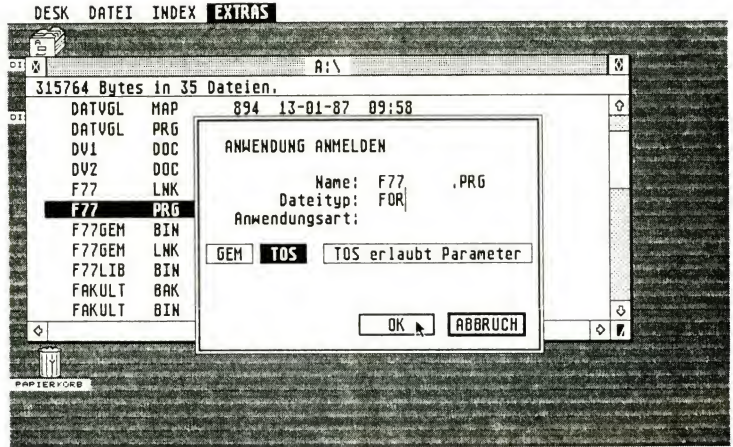 DESK DATEI INDEX EXTRAS
A:\
315764 Bytes in 35 Dateien.
DATVGL MAP 894 13-01-87 09:58
DATVGL PRG
DV1 DOC
DV2 DOC
F77 LNK
F77 PRG
F77GEM BIN
F77GEM LNK
F77LIB BIN
FAKULT BAK
FAKULT BIN
ANWENDUNG ANMELDEN
Name: F77 .PRG
Dateityp: FOR
Anwendungsart:
GEM TOS TOS erlaubt Parameter
OK ABBRUCH
PAPIERKORB